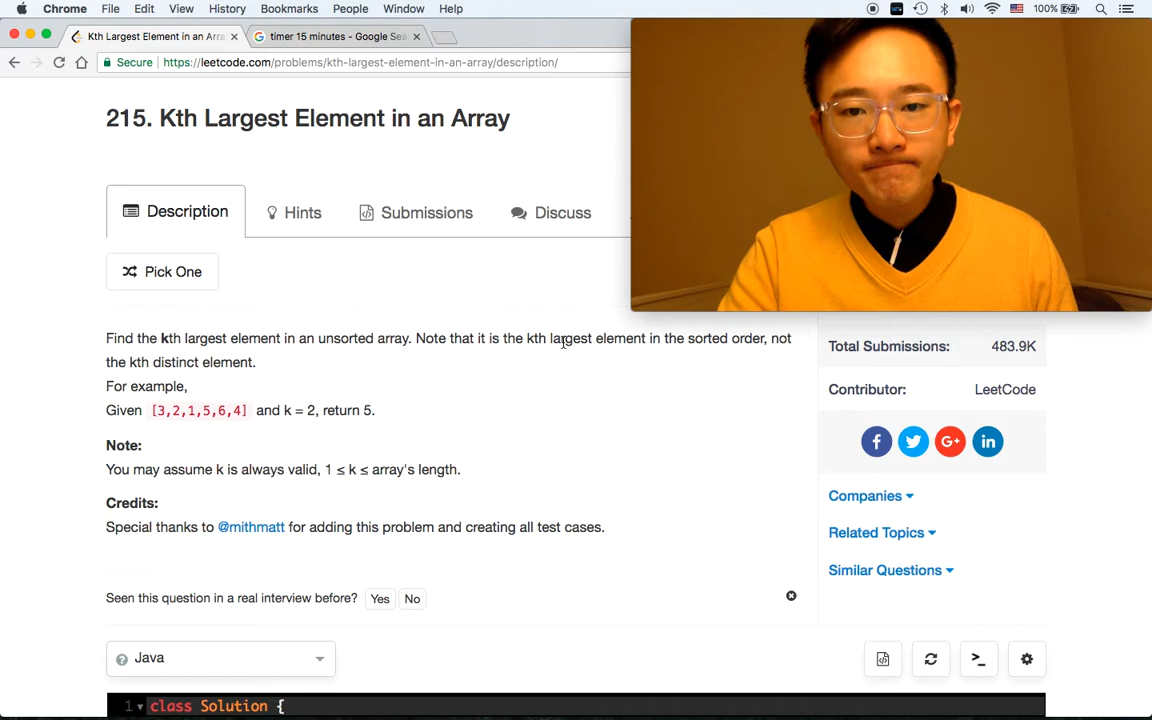 Chrome File Edit View History Bookmarks People Window Help 100%
Kth Largest Element in an Arra timer 15 minutes - Google Sea
Secure https://leetcode.com/problems/kth-largest-element-in-an-array/description/
215. Kth Largest Element in an Array
Description Hints Submissions Discuss
Pick One
Find the kth largest element in an unsorted array. Note that it is the kth largest element in the sorted order, not
the kth distinct element.
For example,
Given [3,2,1,5,6,4] and k = 2, return 5.
Note:
You may assume k is always valid, 1 ≤ k ≤ array's length.
Credits:
Special thanks to @mithmatt for adding this problem and creating all test cases.
Total Submissions: 483.9K
Contributor: LeetCode
Companies
Related Topics
Similar Questions
Seen this question in a real interview before? Yes No
Java
1 class Solution {